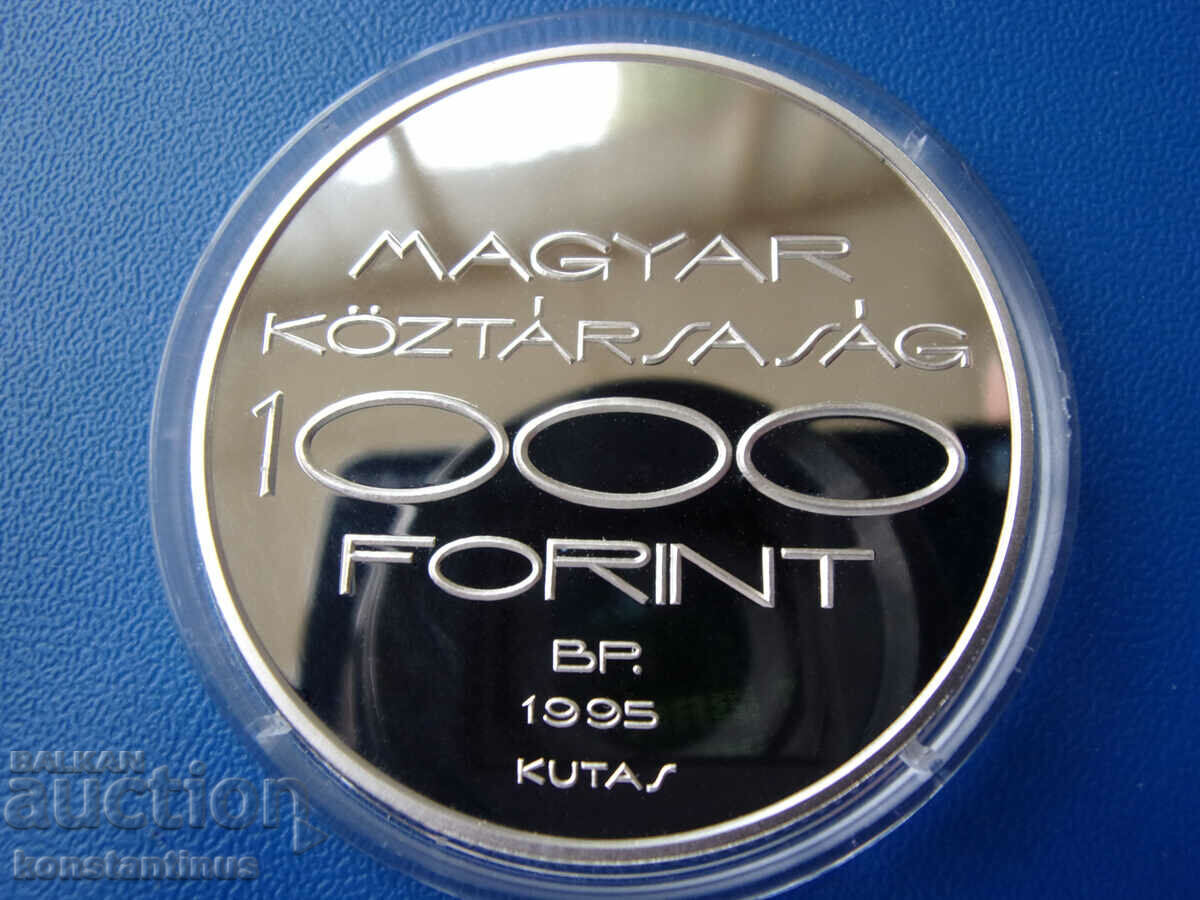 MAGYAR
KÖZTÁRSASÁG
1000
FORINT
BP.
1995
KUTAS
BALKAN
auction
konstantinus